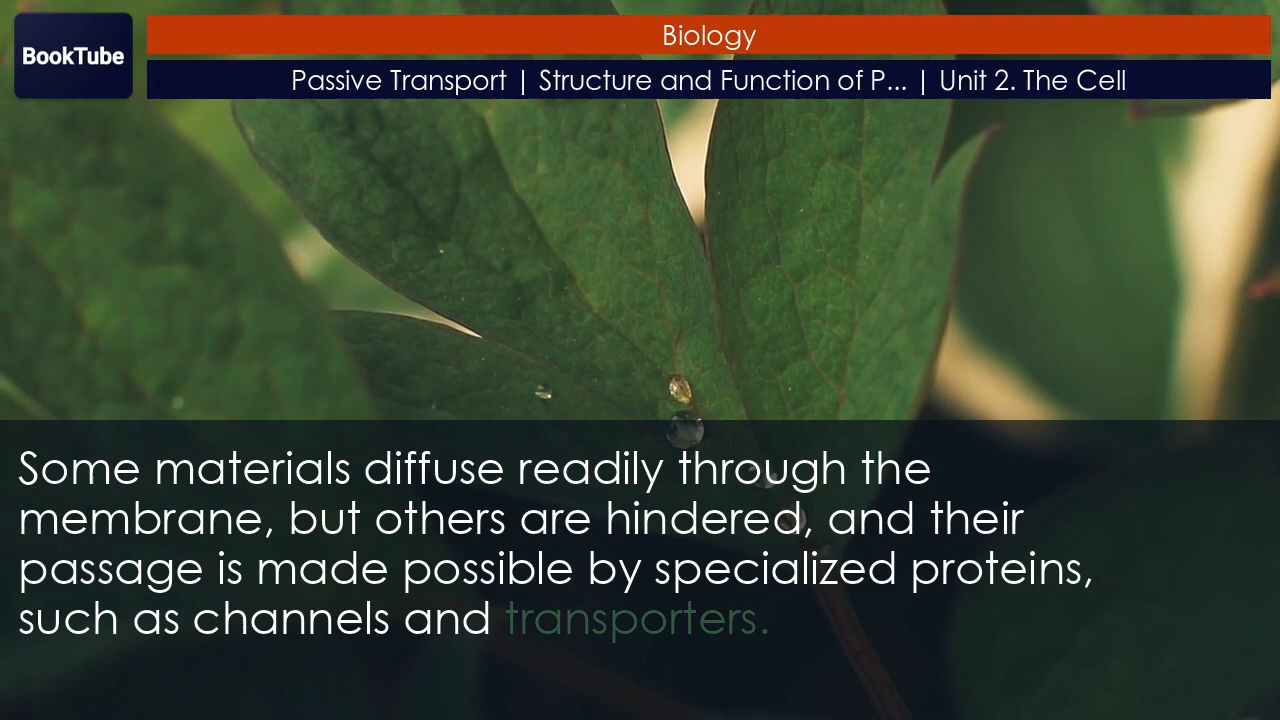 BookTube
Biology
Passive Transport | Structure and Function of P... | Unit 2. The Cell
Some materials diffuse readily through the
membrane, but others are hindered, and their
passage is made possible by specialized proteins,
such as channels and transporters.